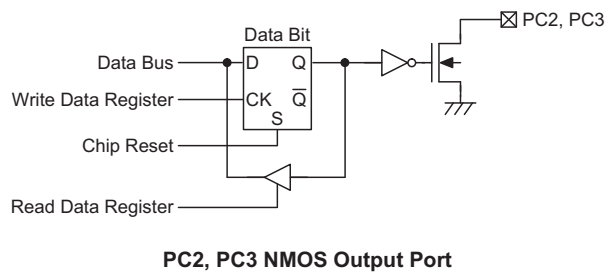 PC2, PC3
Data Bit
Data Bus
D Q
Write Data Register
CK Q̅
S
Chip Reset
Read Data Register
PC2, PC3 NMOS Output Port